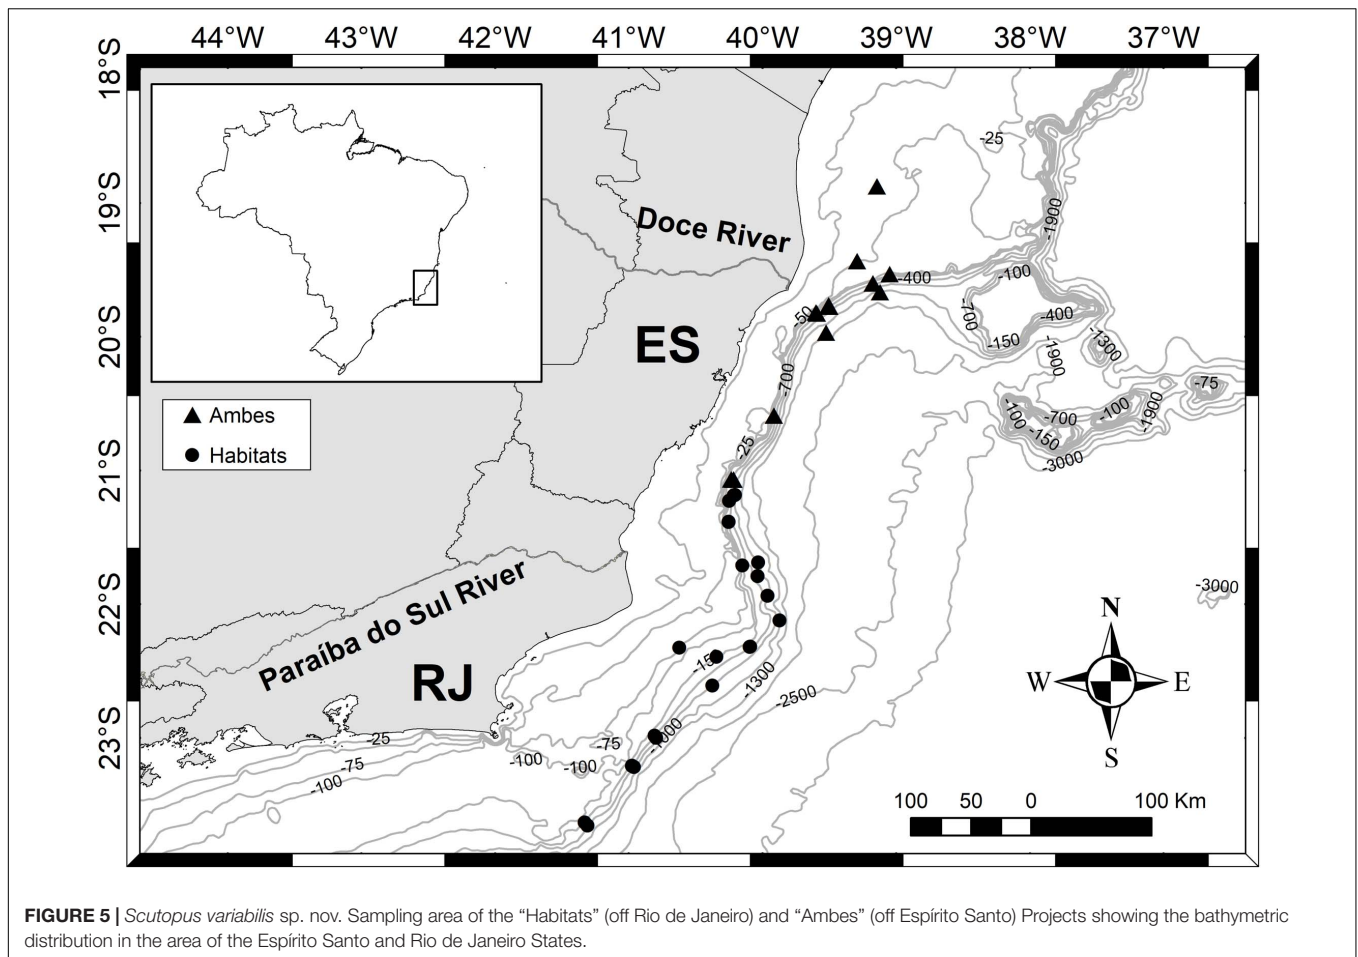 44°W 43°W 42°W 41°W 40°W 39°W 38°W 37°W
18°S
19°S
20°S
21°S
22°S
23°S
-25
-1900
Doce River
-400
-100
-50
-700
-400
-150
-1900
-1300
ES
-700
-75
-100
-700
-100
-1900
-150
-3000
Ambes
Habitats
-25
-3000
Paraíba do Sul River
RJ
-15
-1300
-2500
-1000
-25
-75
-100
-75
-100
-100
N
W E
S
100 50 0 100 Km
FIGURE 5 | Scutopus variabilis sp. nov. Sampling area of the “Habitats” (off Rio de Janeiro) and “Ambes” (off Espírito Santo) Projects showing the bathymetric
distribution in the area of the Espírito Santo and Rio de Janeiro States.